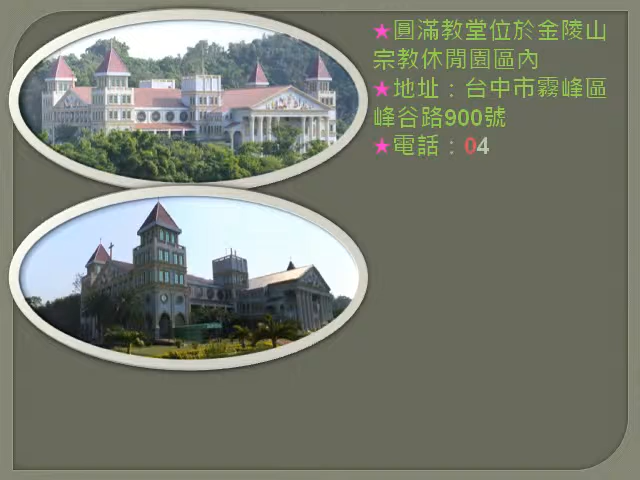 ★圓滿教堂位於金陵山
宗教休閒園區內
★地址：台中市霧峰區
峰谷路900號
★電話：04